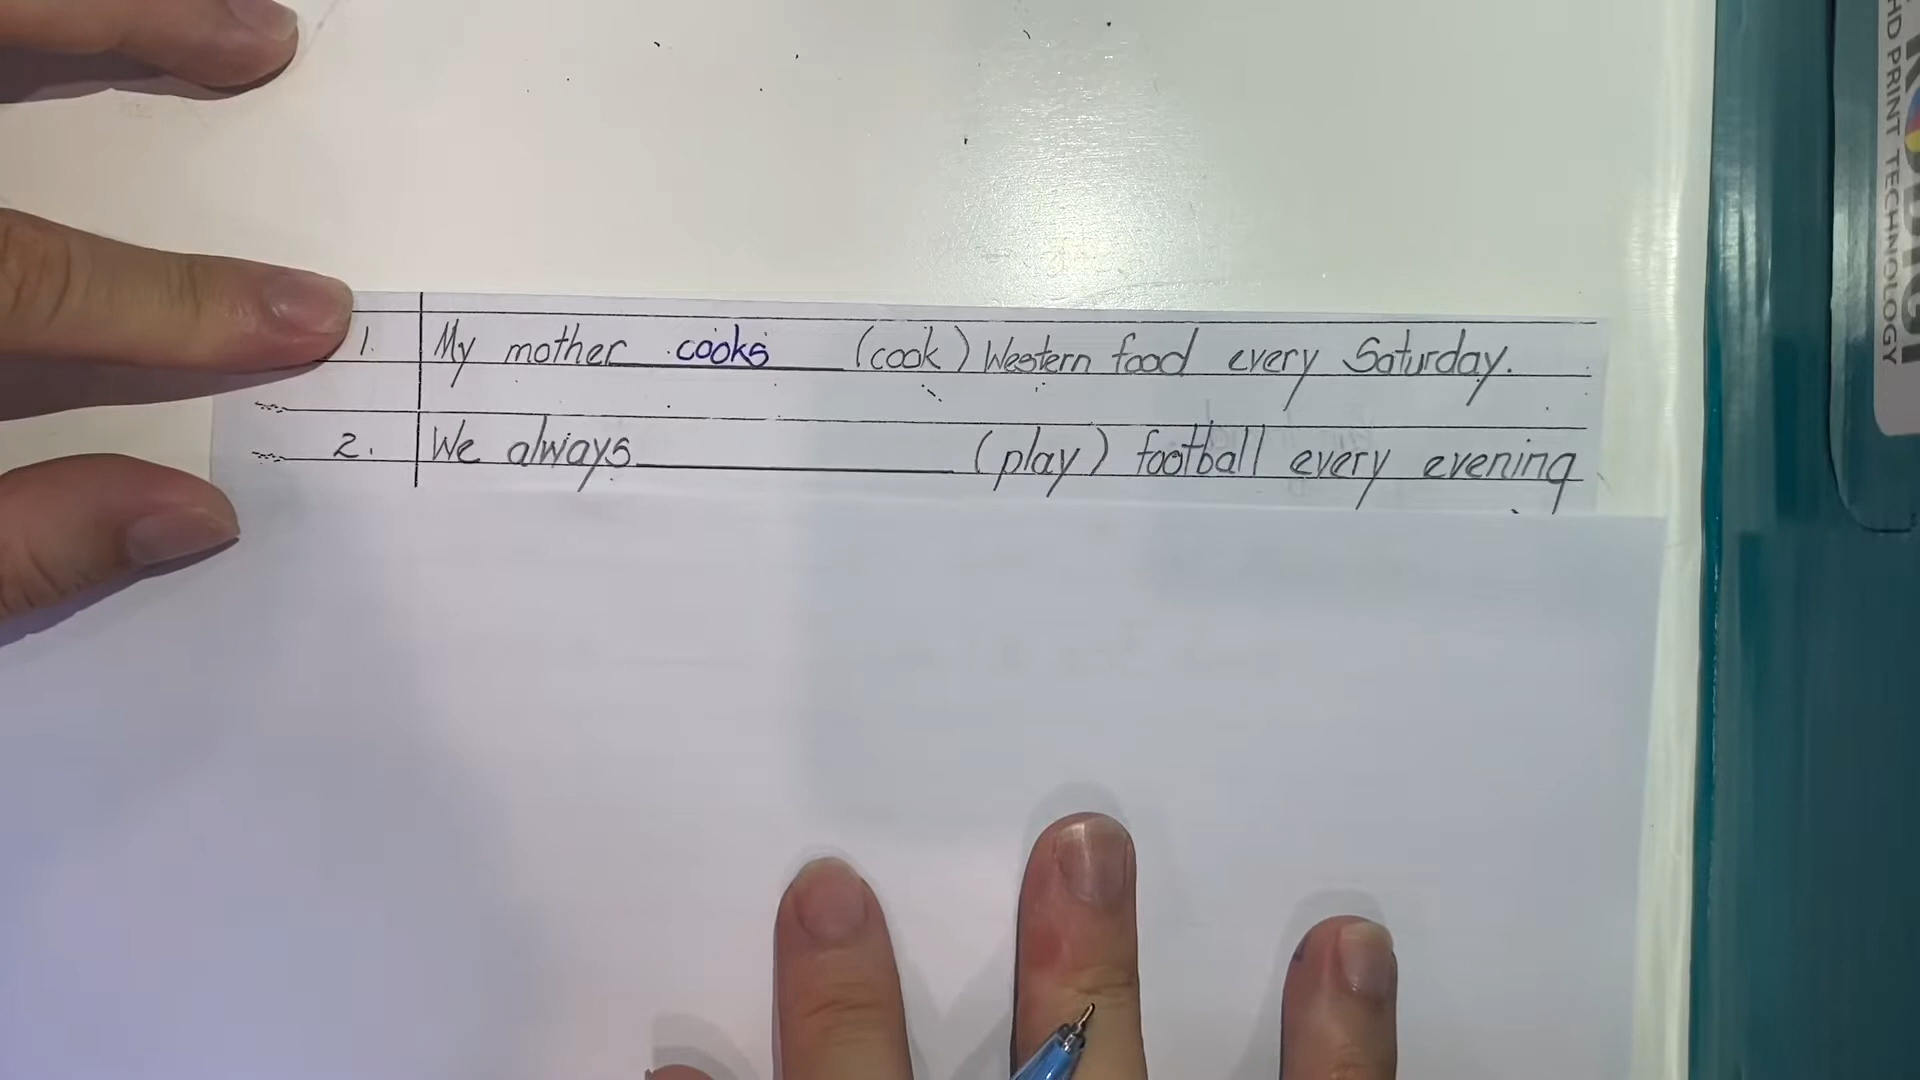 1. My mother cooks (cook) Western food every Saturday.
2. We always (play) football every evening
HD PRINT TECHNOLOGY